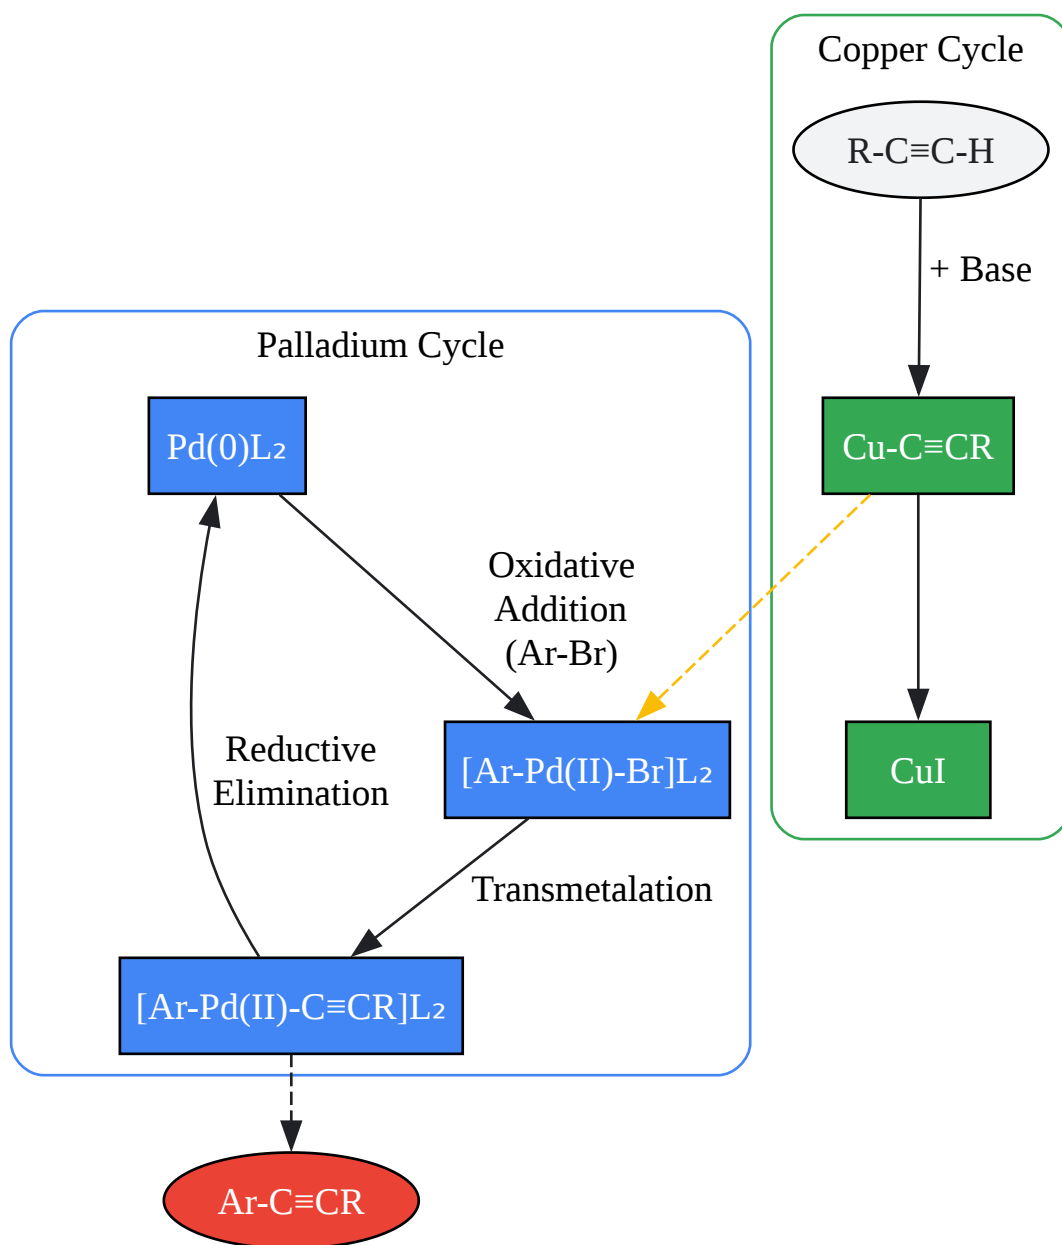 Copper Cycle
R-C≡C-H
+ Base
Palladium Cycle
Pd(0)L₂
Cu-C≡CR
Oxidative
Addition
(Ar-Br)
Reductive
Elimination
[Ar-Pd(II)-Br]L₂
CuI
Transmetalation
[Ar-Pd(II)-C≡CR]L₂
Ar-C≡CR